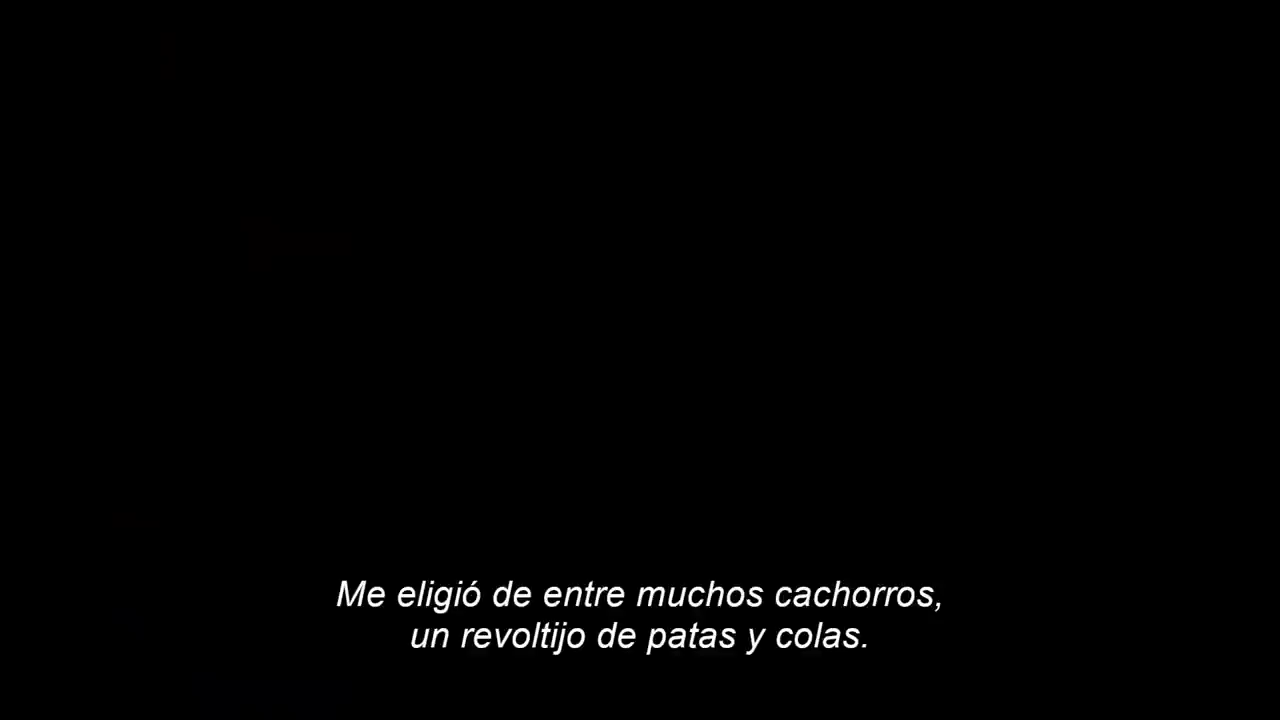 Me eligió de entre muchos cachorros,
un revoltijo de patas y colas.